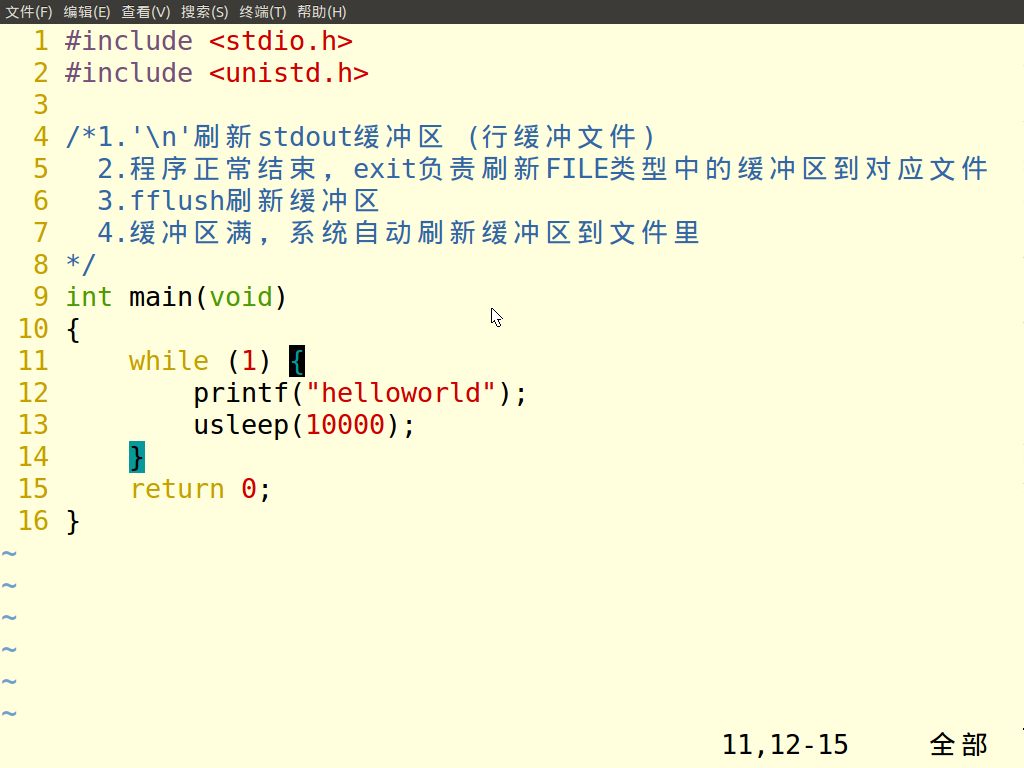 文件(F) 编辑(E) 查看(V) 搜索(S) 终端(T) 帮助(H)
1 #include <stdio.h>
2 #include <unistd.h>
3
4 /*1.'\n'刷新stdout缓冲区（行缓冲文件）
5   2.程序正常结束，exit负责刷新FILE类型中的缓冲区到对应文件
6   3.fflush刷新缓冲区
7   4.缓冲区满，系统自动刷新缓冲区到文件里
8 */
9 int main(void)
10 {
11     while (1) {
12         printf("helloworld");
13         usleep(10000);
14     }
15     return 0;
16 }
~
~
~
~
~
~
11,12-15 全部